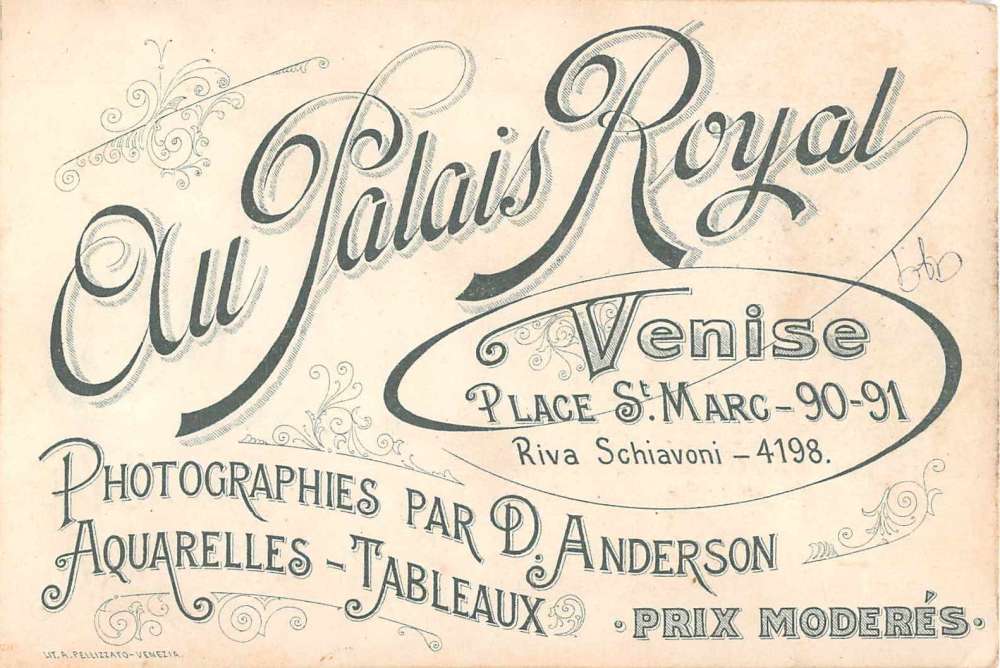 Au Palais Royal
Venise
PLACE St. MARC - 90-91
Riva Schiavoni - 4198.
PHOTOGRAPHIES PAR D. ANDERSON
AQUARELLES - TABLEAUX
· PRIX MODERÉS ·
LIT. A. PELLIZZATO - VENEZIA.